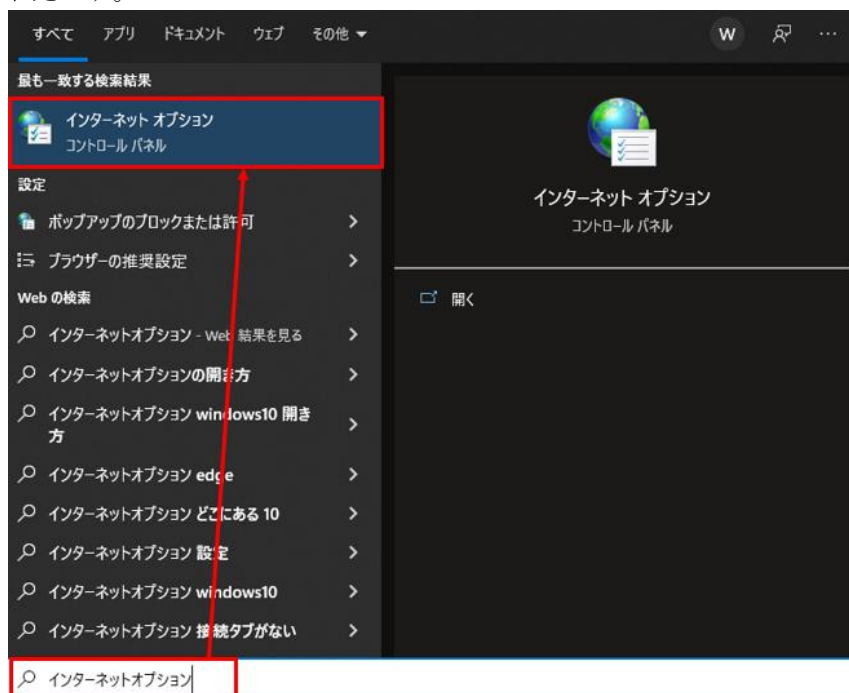 すべて アプリ ドキュメント ウェブ その他 ▼ W ···
最も一致する検索結果
インターネット オプション
コントロール パネル
設定
ポップアップのブロックまたは許可
ブラウザーの推奨設定
Web の検索
インターネットオプション - Web 結果を見る
インターネットオプションの開き方
インターネットオプション windows10 開き
方
インターネットオプション edge
インターネットオプション どこにある 10
インターネットオプション 設定
インターネットオプション windows10
インターネットオプション 接続タブがない
インターネットオプション
インターネット オプション
コントロール パネル
開く